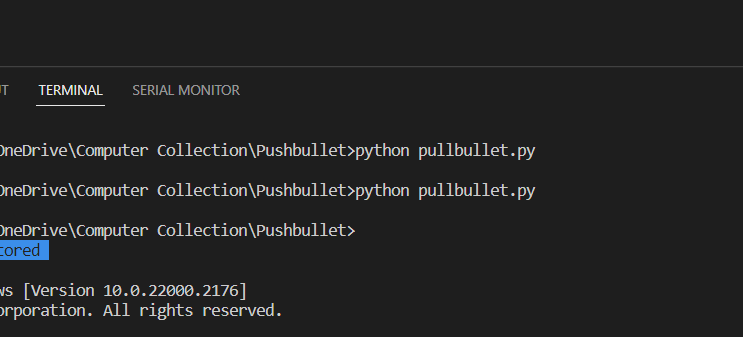 UT TERMINAL SERIAL MONITOR
OneDrive\Computer Collection\Pushbullet>python pullbullet.py
OneDrive\Computer Collection\Pushbullet>python pullbullet.py
OneDrive\Computer Collection\Pushbullet>
tored
ws [Version 10.0.22000.2176]
orporation. All rights reserved.